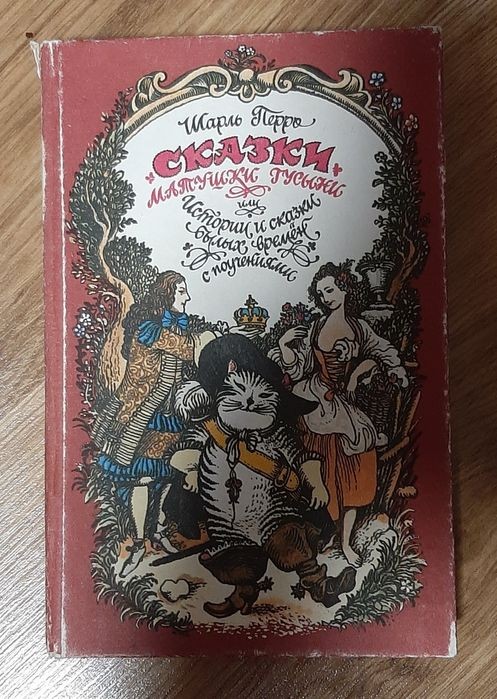 Шарль Перро
СКАЗКИ
МАТУШКИ ГУСЫНИ
или
Истории и сказки
былых времён
с поучениями